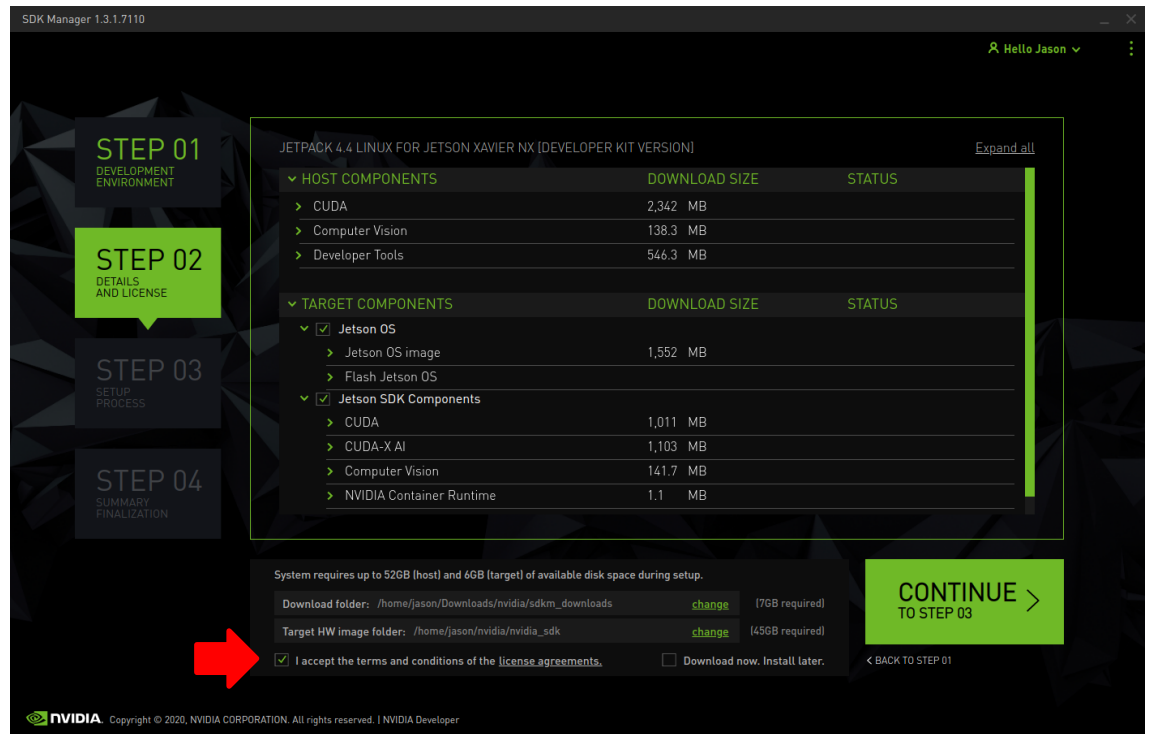 SDK Manager 1.3.1.7110
Hello Jason
STEP 01
DEVELOPMENT
ENVIRONMENT
STEP 02
DETAILS
AND LICENSE
STEP 03
SETUP
PROCESS
STEP 04
SUMMARY
FINALIZATION
JETPACK 4.4 LINUX FOR JETSON XAVIER NX [DEVELOPER KIT VERSION] Expand all
HOST COMPONENTS DOWNLOAD SIZE STATUS
CUDA 2,342 MB
Computer Vision 138.3 MB
Developer Tools 546.3 MB
TARGET COMPONENTS DOWNLOAD SIZE STATUS
Jetson OS
Jetson OS image 1,552 MB
Flash Jetson OS
Jetson SDK Components
CUDA 1,011 MB
CUDA-X AI 1,103 MB
Computer Vision 141.7 MB
NVIDIA Container Runtime 1.1 MB
System requires up to 52GB (host) and 6GB (target) of available disk space during setup.
Download folder: /home/jason/Downloads/nvidia/sdkm_downloads change (7GB required)
Target HW image folder: /home/jason/nvidia/nvidia_sdk change (45GB required)
I accept the terms and conditions of the license agreements. Download now. Install later.
CONTINUE
TO STEP 03
BACK TO STEP 01
NVIDIA. Copyright © 2020, NVIDIA CORPORATION. All rights reserved. | NVIDIA Developer